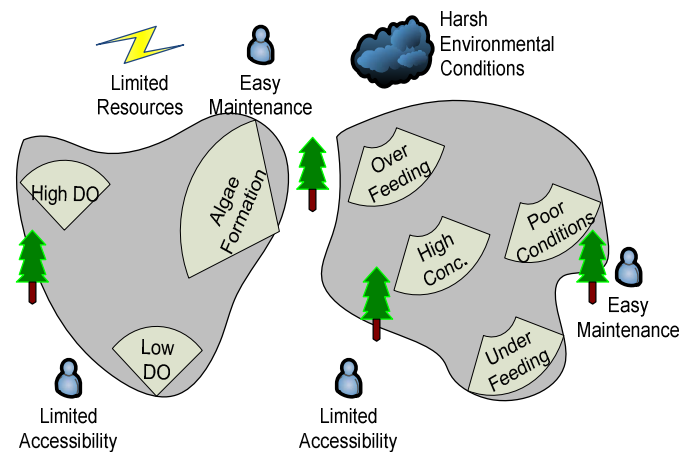 Limited
Resources
Easy
Maintenance
Harsh
Environmental
Conditions
High DO
Algae
Formation
Over
Feeding
High
Conc.
Poor
Conditions
Easy
Maintenance
Low
DO
Under
Feeding
Limited
Accessibility
Limited
Accessibility